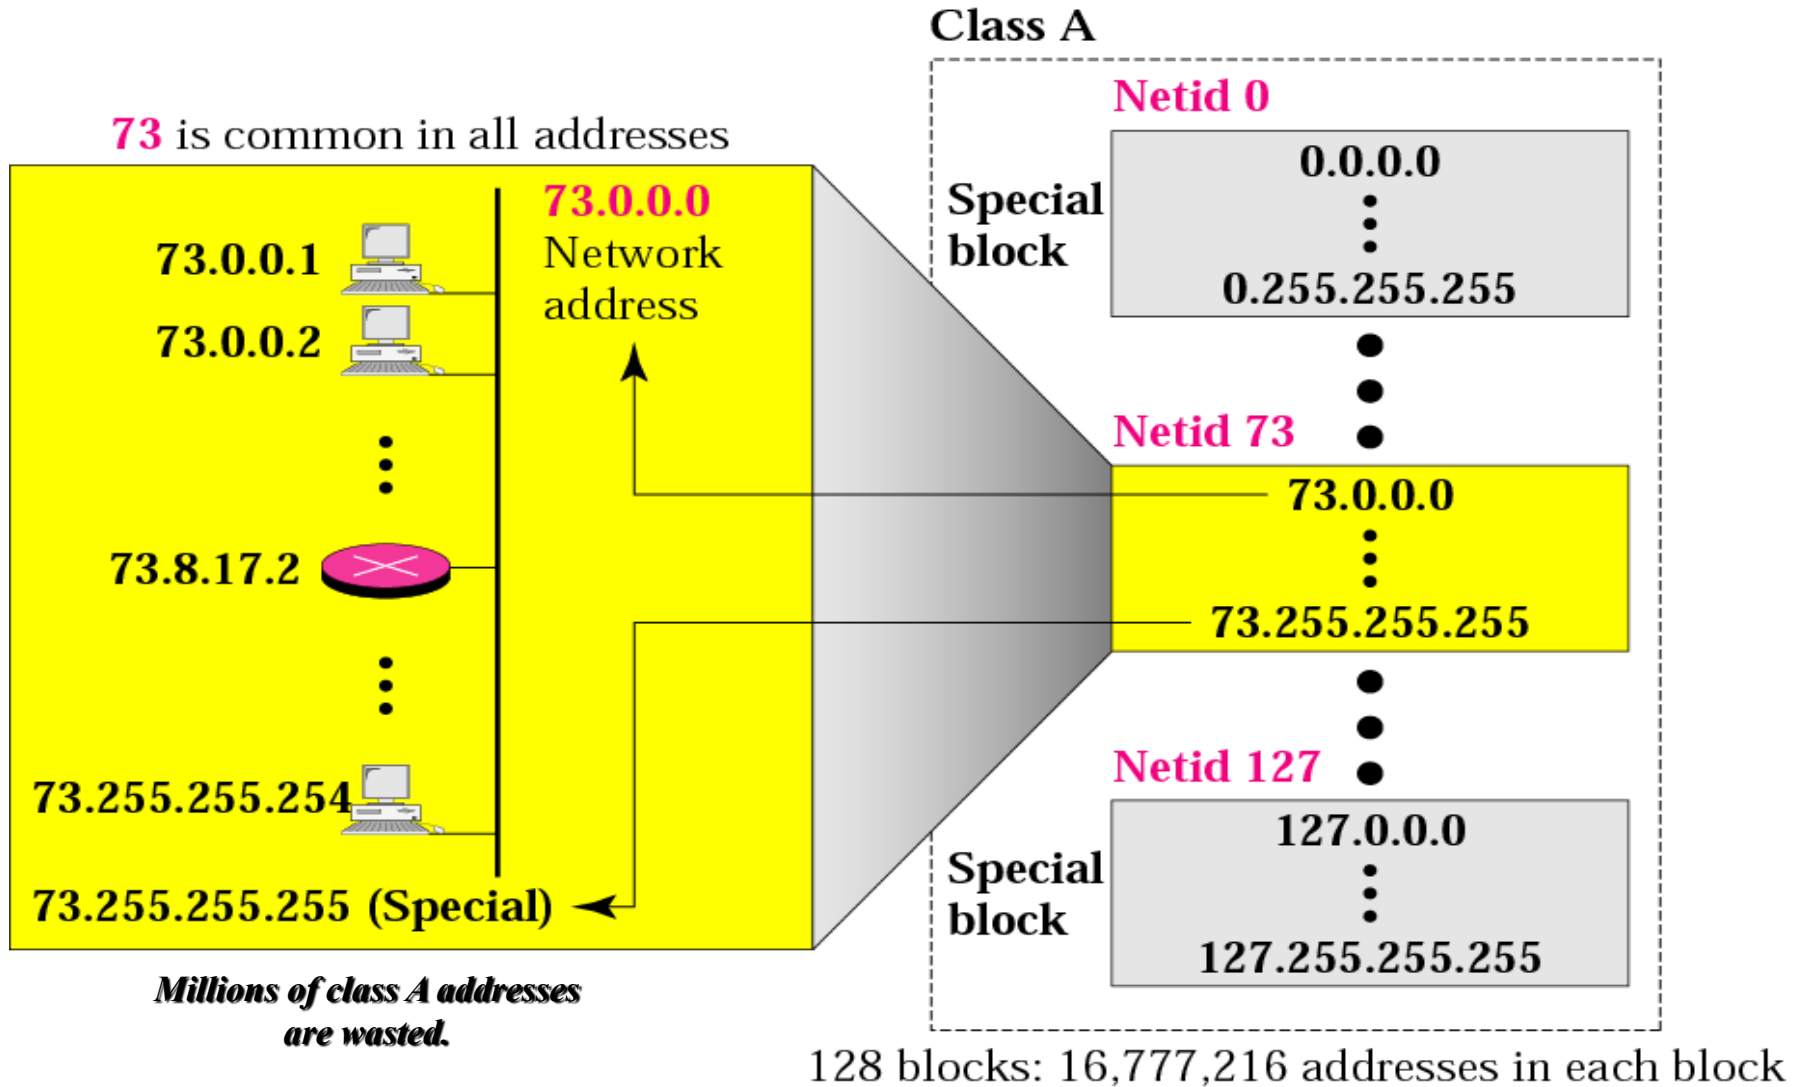 Class A
73 is common in all addresses
73.0.0.0
Network
address
73.0.0.1
73.0.0.2
73.8.17.2
73.255.255.254
73.255.255.255 (Special)
Millions of class A addresses
are wasted.
Netid 0
Special
block
0.0.0.0
0.255.255.255
Netid 73
73.0.0.0
73.255.255.255
Netid 127
Special
block
127.0.0.0
127.255.255.255
128 blocks: 16,777,216 addresses in each block